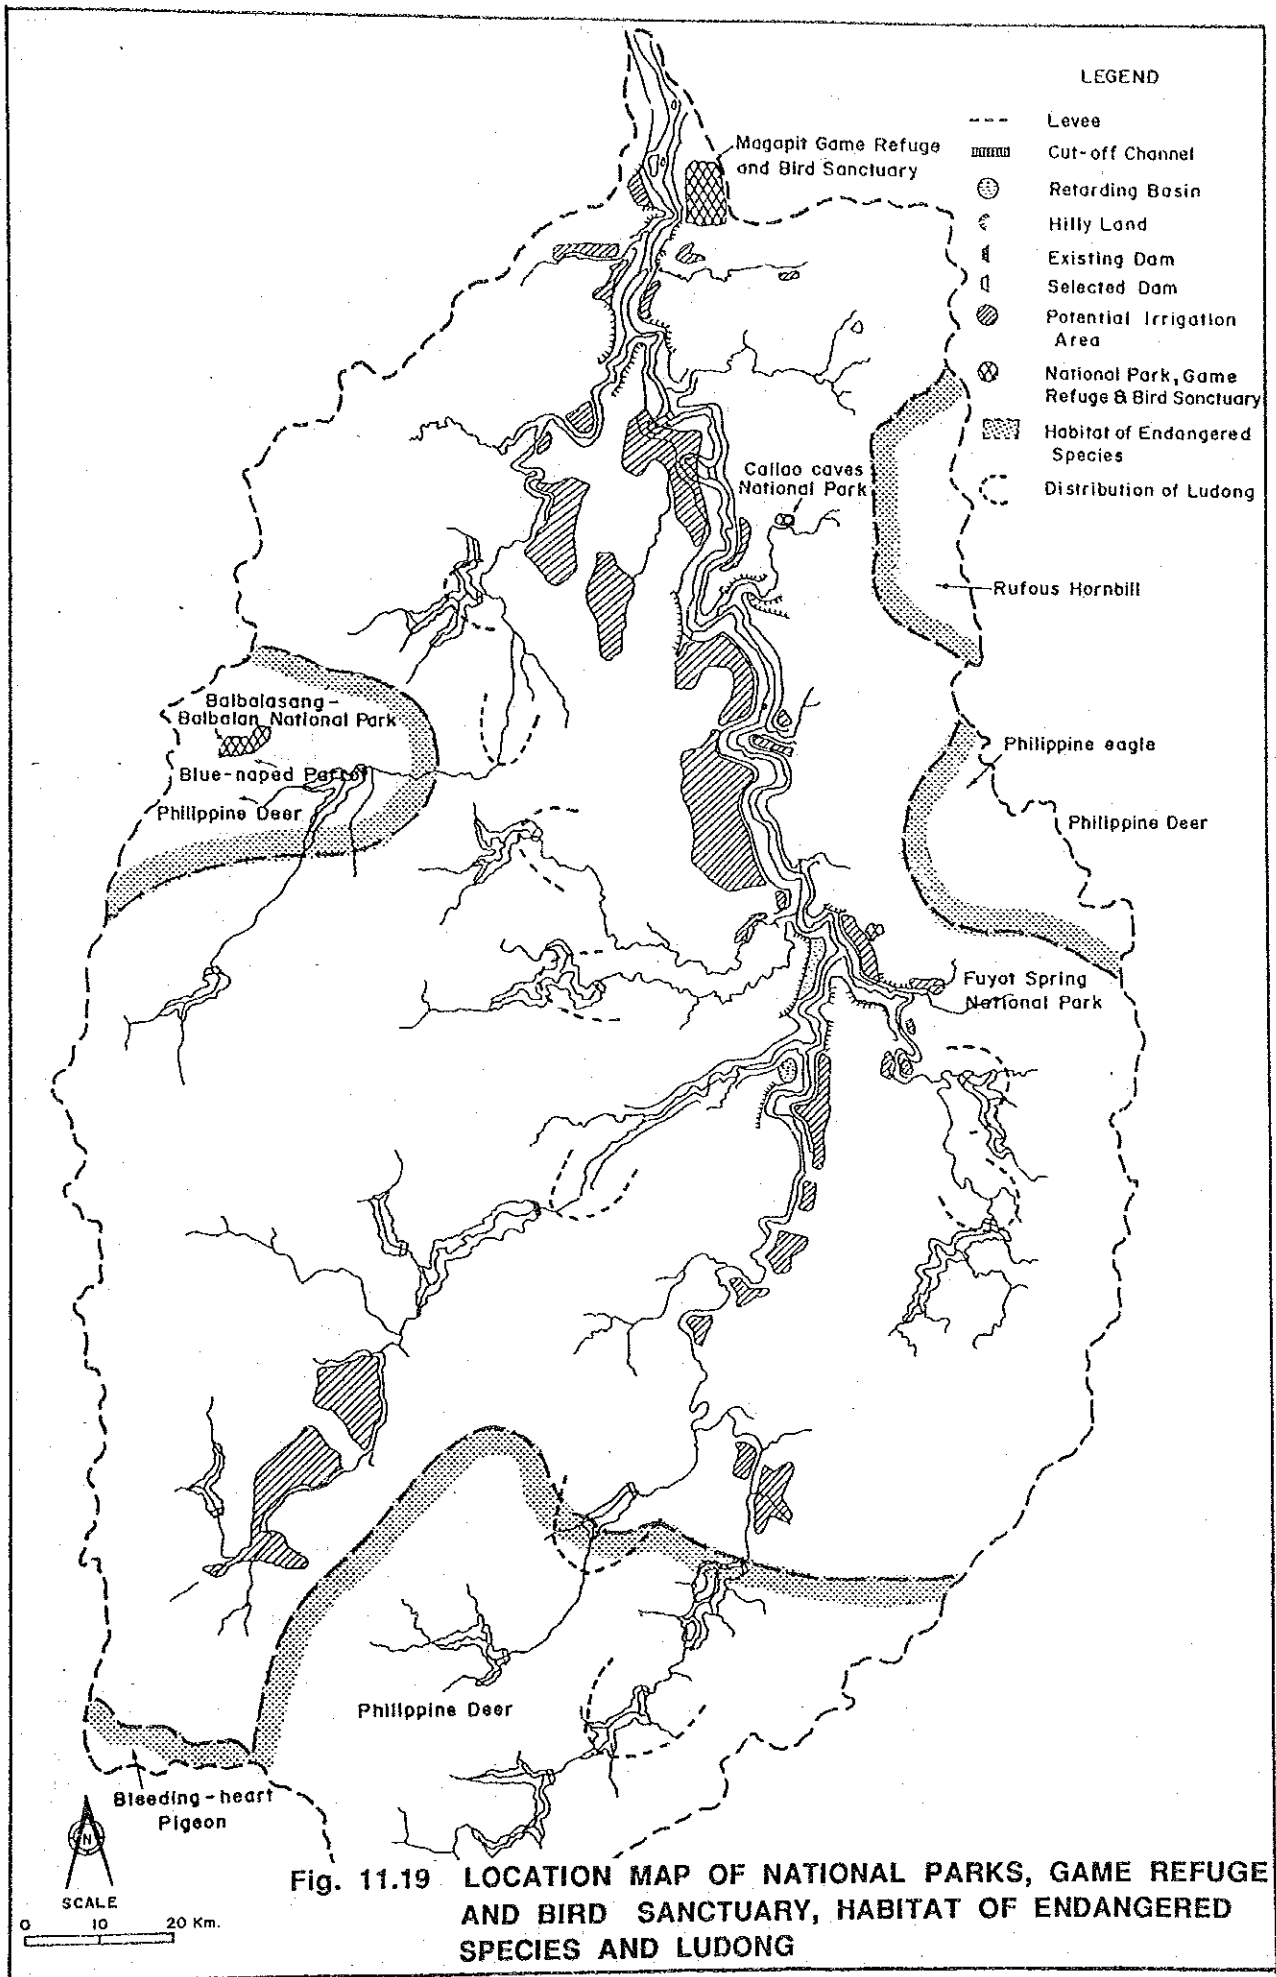 LEGEND
Levee
Cut-off Channel
Retarding Basin
Hilly Land
Existing Dam
Selected Dam
Potential Irrigation
Area
National Park, Game
Refuge & Bird Sanctuary
Habitat of Endangered
Species
Distribution of Ludong
Magapit Game Refuge
and Bird Sanctuary
Callao caves
National Park
Rufous Hornbill
Balbalasang-
Balbalan National Park
Blue-naped Parrot
Philippine Deer
Philippine eagle
Philippine Deer
Fuyot Spring
National Park
Philippine Deer
Bleeding-heart
Pigeon
N
SCALE
0 10 20 Km.
Fig. 11.19 LOCATION MAP OF NATIONAL PARKS, GAME REFUGE
AND BIRD SANCTUARY, HABITAT OF ENDANGERED
SPECIES AND LUDONG